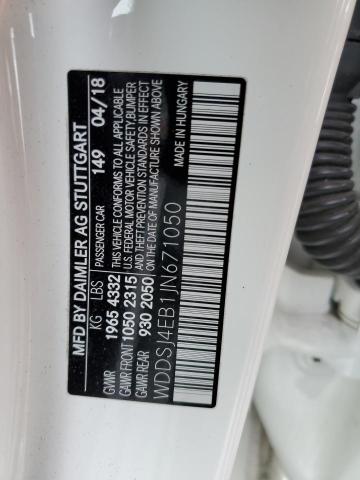 MFD BY DAIMLER AG STUTTGART
KG LBS PASSENGER CAR 149 04/18
GVWR 1965 4332 THIS VEHICLE CONFORMS TO ALL APPLICABLE
GAWR FRONT 1050 2315 U.S. FEDERAL MOTOR VEHICLE SAFETY,BUMPER
GAWR REAR 930 2050 AND THEFT PREVENTION STANDARDS IN EFFECT
ON THE DATE OF MANUFACTURE SHOWN ABOVE
WDDSJ4EB1JN671050
MADE IN HUNGARY